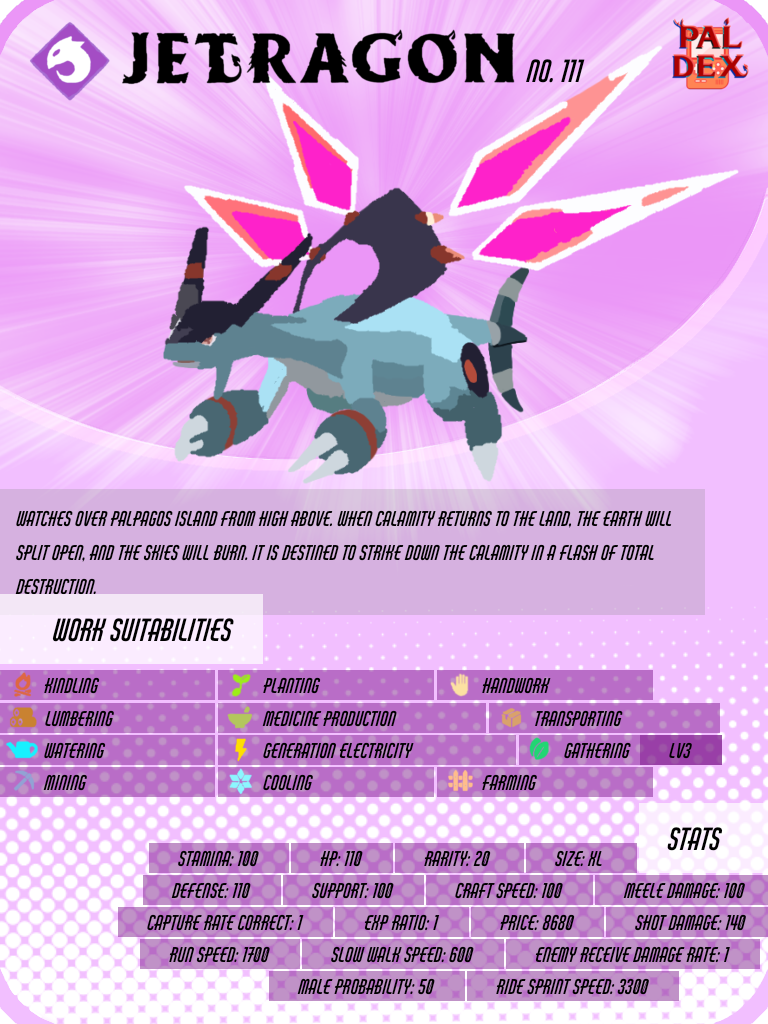 JETRAGON NO. 111
PAL
DEX
WATCHES OVER PALPAGOS ISLAND FROM HIGH ABOVE. WHEN CALAMITY RETURNS TO THE LAND, THE EARTH WILL
SPLIT OPEN, AND THE SKIES WILL BURN. IT IS DESTINED TO STRIKE DOWN THE CALAMITY IN A FLASH OF TOTAL
DESTRUCTION.
WORK SUITABILITIES
KINDLING PLANTING HANDWORK
LUMBERING MEDICINE PRODUCTION TRANSPORTING
WATERING GENERATION ELECTRICITY GATHERING LV3
MINING COOLING FARMING
STATS
STAMINA: 100 HP: 110 RARITY: 20 SIZE: XL
DEFENSE: 110 SUPPORT: 100 CRAFT SPEED: 100 MEELE DAMAGE: 100
CAPTURE RATE CORRECT: 1 EXP RATIO: 1 PRICE: 8680 SHOT DAMAGE: 140
RUN SPEED: 1700 SLOW WALK SPEED: 600 ENEMY RECEIVE DAMAGE RATE: 1
MALE PROBABILITY: 50 RIDE SPRINT SPEED: 3300